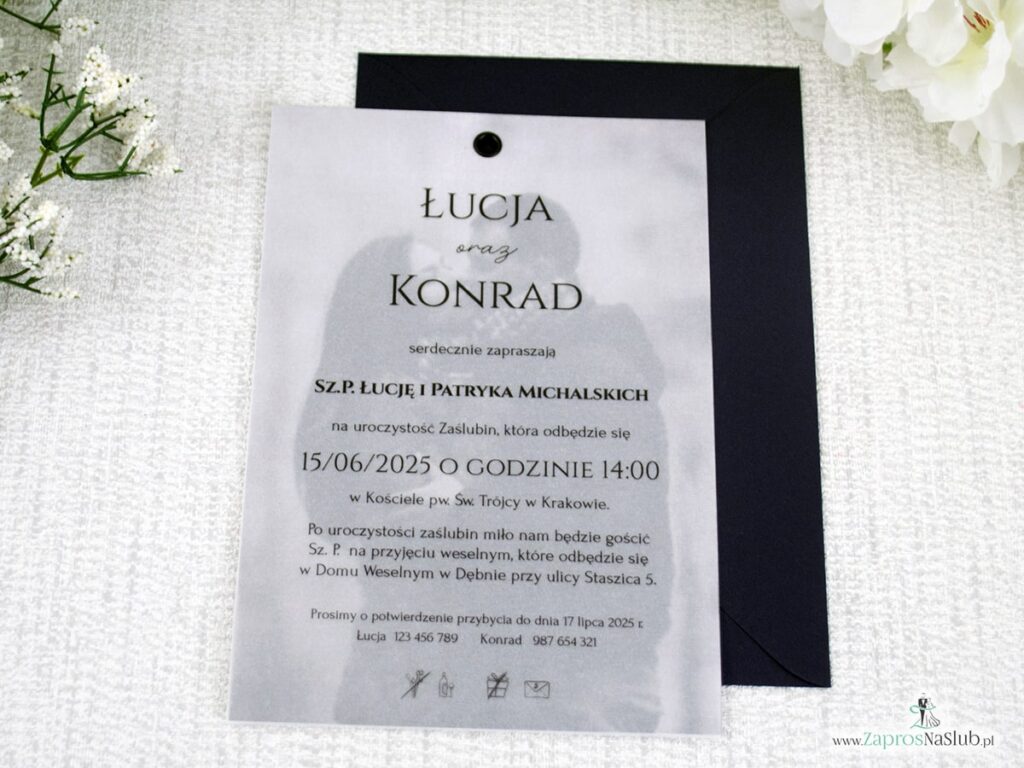 Łucja
oraz
Konrad
serdecznie zapraszają
Sz.P. Łucję i Patryka Michalskich
na uroczystość Zaślubin, która odbędzie się
15/06/2025 o godzinie 14:00
w Kościele pw. Św. Trójcy w Krakowie.
Po uroczystości zaślubin miło nam będzie gościć
Sz. P. na przyjęciu weselnym, które odbędzie się
w Domu Weselnym w Dębnie przy ulicy Staszica 5.
Prosimy o potwierdzenie przybycia do dnia 17 lipca 2025 r.
Łucja 123 456 789 Konrad 987 654 321
www.ZaprosNaSlub.pl